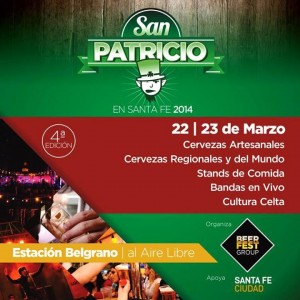 San
PATRICIO
EN SANTA FE 2014
4ª
EDICIÓN
22 | 23 de Marzo
Cervezas Artesanales
Cervezas Regionales y del Mundo
Stands de Comida
Bandas en Vivo
Cultura Celta
Estación Belgrano | al Aire Libre
Organiza
BEER
FEST
GROUP
Apoya
SANTA FE
CIUDAD